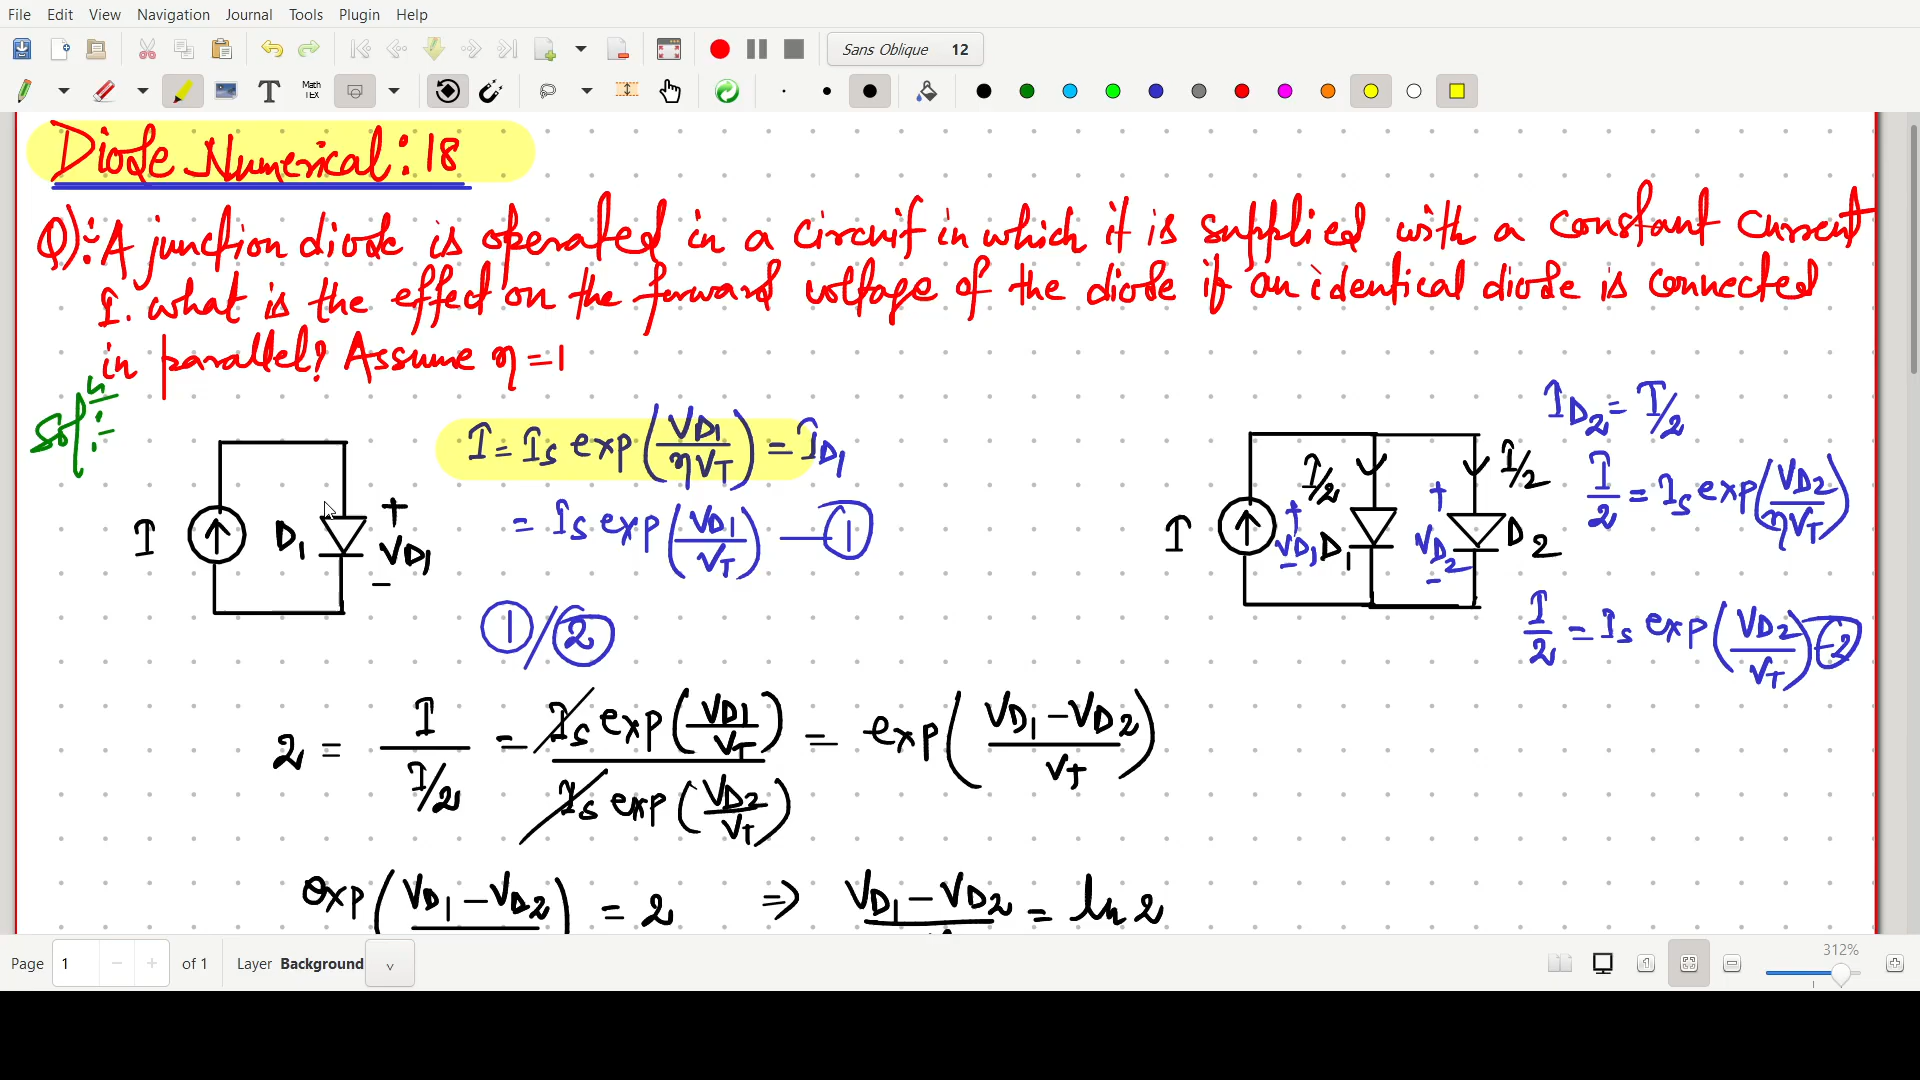 File Edit View Navigation Journal Tools Plugin Help
Sans Oblique 12
T Math TEX
Diode Numerical: 18
Q):- A junction diode is operated in a circuit in which it is supplied with a constant current
I. what is the effect on the forward voltage of the diode if an identical diode is connected
in parallel? Assume η = 1
Solⁿ:-
I = Is exp(VD1/ηVT) = ID1
= Is exp(VD1/VT) — ①
I D1 + VD1 -
①/②
I I/2 I/2 + VD1 - D1 + VD2 - D2
ID2 = I/2
I/2 = Is exp(VD2/ηVT)
I/2 = Is exp(VD2/VT) - ②
2 = I/(I/2) = Is exp(VD1/VT) / Is exp(VD2/VT) = exp((VD1 - VD2)/VT)
exp(VD1 - VD2) = 2 ⇒ VD1 - VD2 = ln 2
Page 1 of 1 Layer Background 312%